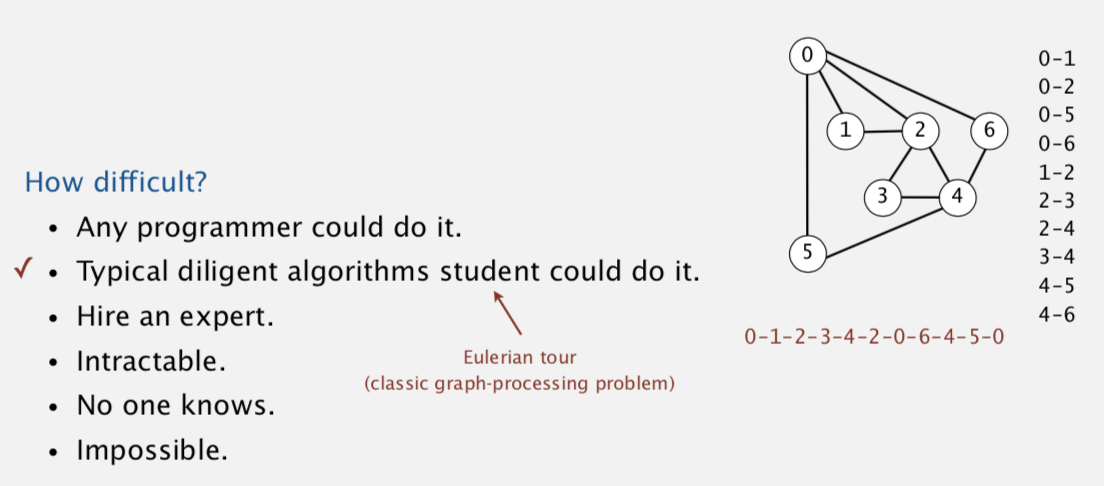 How difficult?
• Any programmer could do it.
✓ • Typical diligent algorithms student could do it.
• Hire an expert.
• Intractable.
• No one knows.
• Impossible.
Eulerian tour
(classic graph-processing problem)
0
1
2
6
3
4
5
0-1
0-2
0-5
0-6
1-2
2-3
2-4
3-4
4-5
4-6
0-1-2-3-4-2-0-6-4-5-0